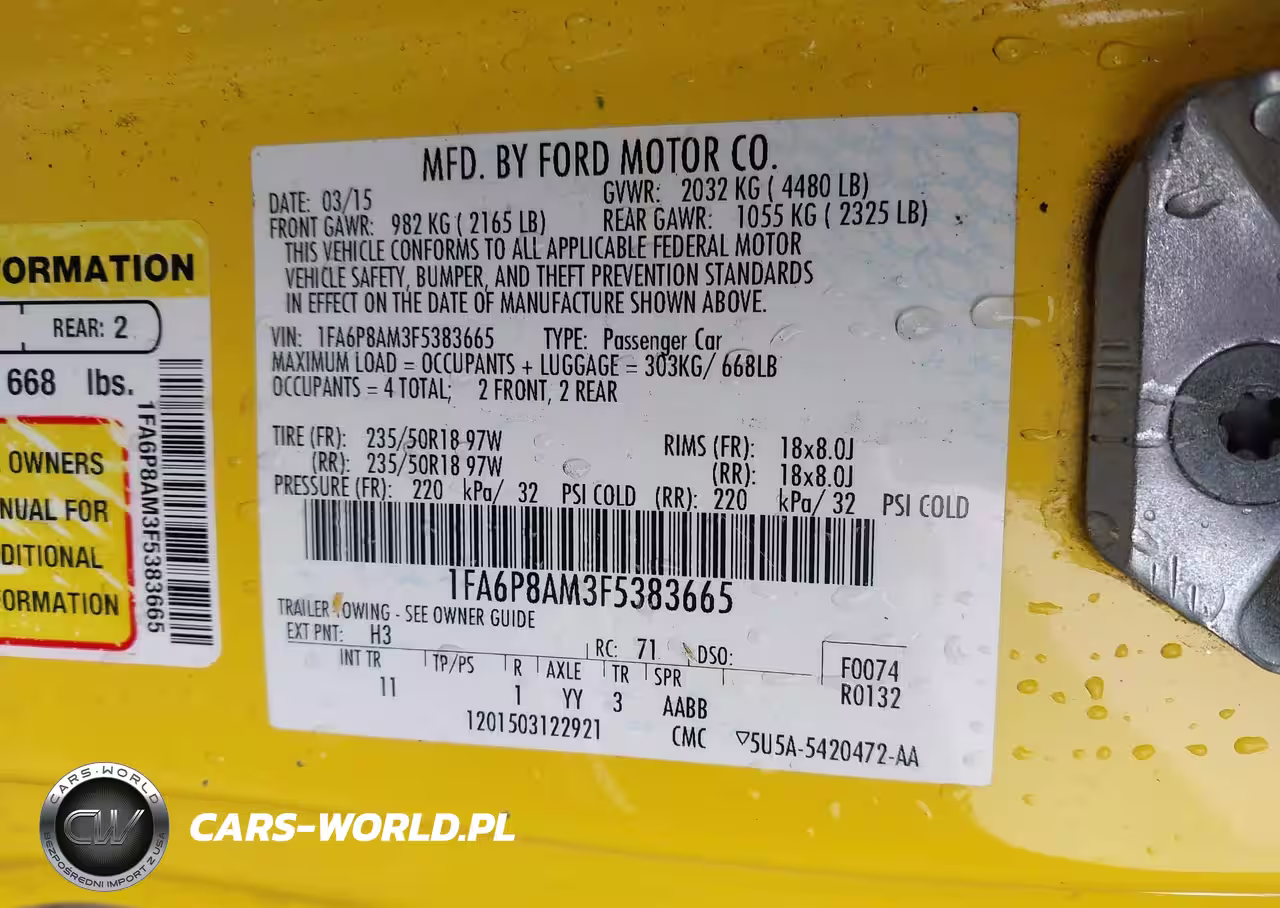 MFD. BY FORD MOTOR CO.
DATE: 03/15 GVWR: 2032 KG ( 4480 LB)
FRONT GAWR: 982 KG ( 2165 LB) REAR GAWR: 1055 KG ( 2325 LB)
THIS VEHICLE CONFORMS TO ALL APPLICABLE FEDERAL MOTOR
VEHICLE SAFETY, BUMPER, AND THEFT PREVENTION STANDARDS
IN EFFECT ON THE DATE OF MANUFACTURE SHOWN ABOVE.
VIN: 1FA6P8AM3F5383665 TYPE: Passenger Car
MAXIMUM LOAD = OCCUPANTS + LUGGAGE = 303KG/ 668LB
OCCUPANTS = 4 TOTAL; 2 FRONT, 2 REAR
TIRE (FR): 235/50R18 97W RIMS (FR): 18x8.0J
(RR): 235/50R18 97W (RR): 18x8.0J
PRESSURE (FR): 220 kPa/ 32 PSI COLD (RR): 220 kPa/ 32 PSI COLD
1FA6P8AM3F5383665
TRAILER TOWING - SEE OWNER GUIDE
EXT PNT: H3 RC: 71 DSO:
INT TR TP/PS R AXLE TR SPR F0074
11 1 YY 3 AABB R0132
1201503122921 CMC ▽5U5A-5420472-AA
FORMATION
REAR: 2
668 lbs.
OWNERS
NUAL FOR
DITIONAL
FORMATION
1FA6P8AM3F5383665
CARS-WORLD
CW
BEZPOŚREDNI IMPORT Z USA
CARS-WORLD.PL